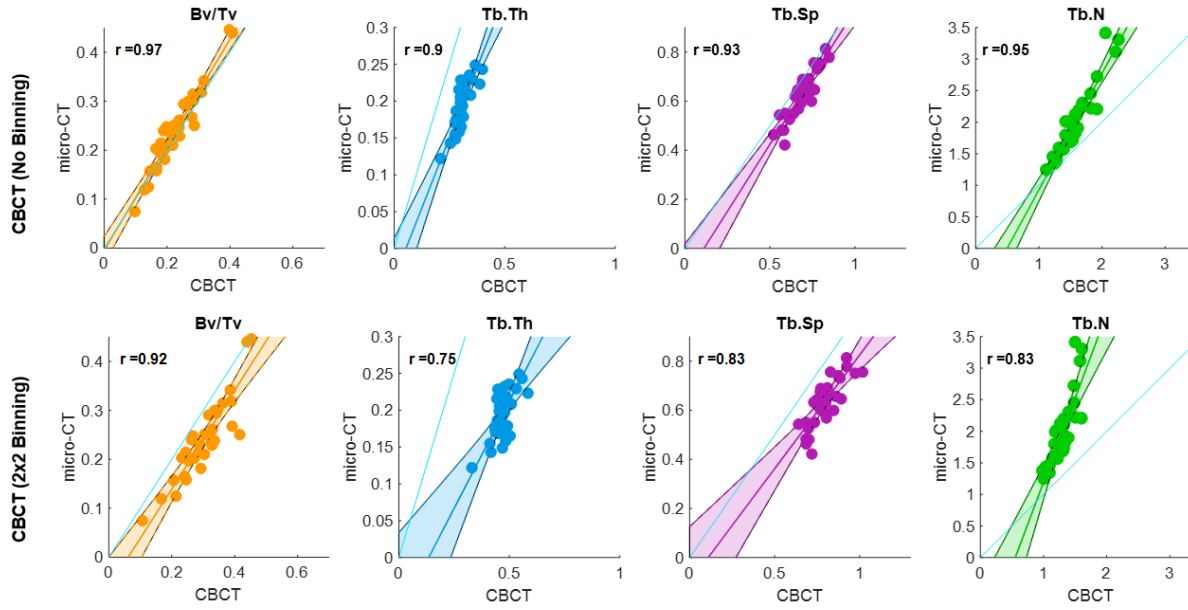 Bv/Tv
Tb.Th
Tb.Sp
Tb.N
CBCT (No Binning)
micro-CT
0.4
0.3
0.2
0.1
0
r =0.97
0
0.2
0.4
0.6
CBCT
micro-CT
0.3
0.25
0.2
0.15
0.1
0.05
0
r =0.9
0
0.5
1
CBCT
micro-CT
0.8
0.6
0.4
0.2
0
r =0.93
0
0.5
1
CBCT
micro-CT
3.5
3
2.5
2
1.5
1
0.5
0
r =0.95
0
1
2
3
CBCT
Bv/Tv
Tb.Th
Tb.Sp
Tb.N
CBCT (2x2 Binning)
micro-CT
0.4
0.3
0.2
0.1
0
r =0.92
0
0.2
0.4
0.6
CBCT
micro-CT
0.3
0.25
0.2
0.15
0.1
0.05
0
r =0.75
0
0.5
1
CBCT
micro-CT
0.8
0.6
0.4
0.2
0
r =0.83
0
0.5
1
CBCT
micro-CT
3.5
3
2.5
2
1.5
1
0.5
0
r =0.83
0
1
2
3
CBCT